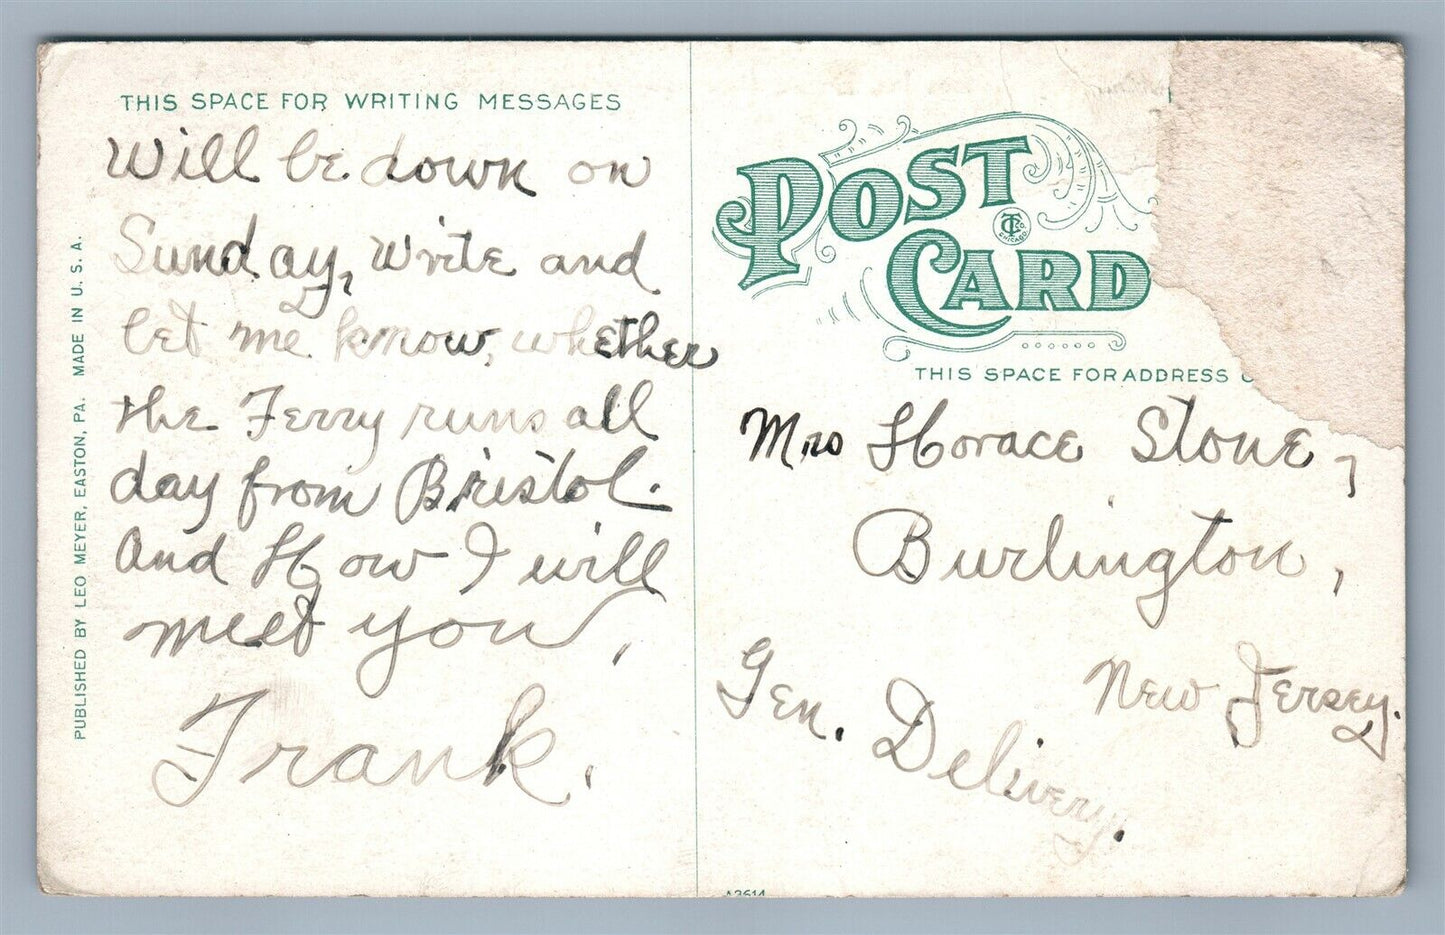 THIS SPACE FOR WRITING MESSAGES
Will be down on
Sunday, Write and
let me know, whether
the Ferry runs all
day from Bristol.
And How I will
meet you,
Frank.
PUBLISHED BY LEO MEYER, EASTON, PA. MADE IN U. S. A.
POST
CARD
CHICAGO
THIS SPACE FOR ADDRESS
Mrs Horace Stone,
Burlington,
New Jersey.
Gen. Delivery.
A3614